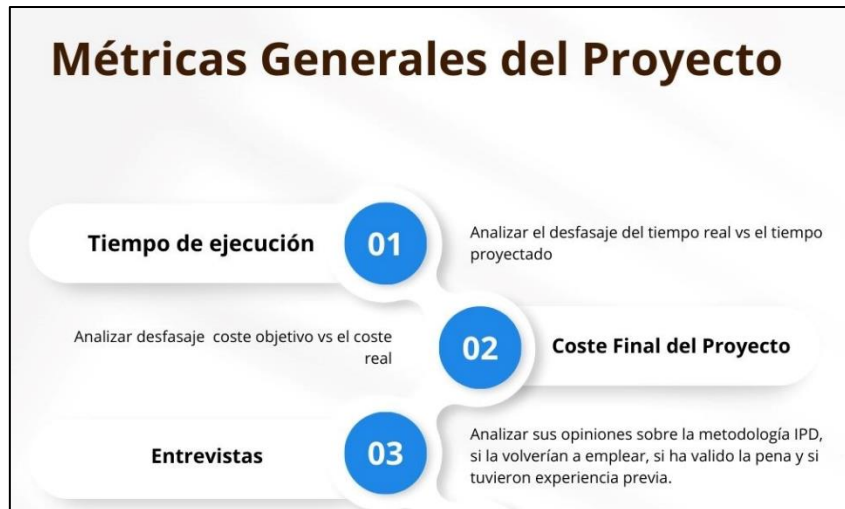 Métricas Generales del Proyecto
Tiempo de ejecución
01
Analizar el desfasaje del tiempo real vs el tiempo
proyectado
Analizar desfasaje coste objetivo vs el coste
real
02
Coste Final del Proyecto
Entrevistas
03
Analizar sus opiniones sobre la metodología IPD,
si la volverían a emplear, si ha valido la pena y si
tuvieron experiencia previa.